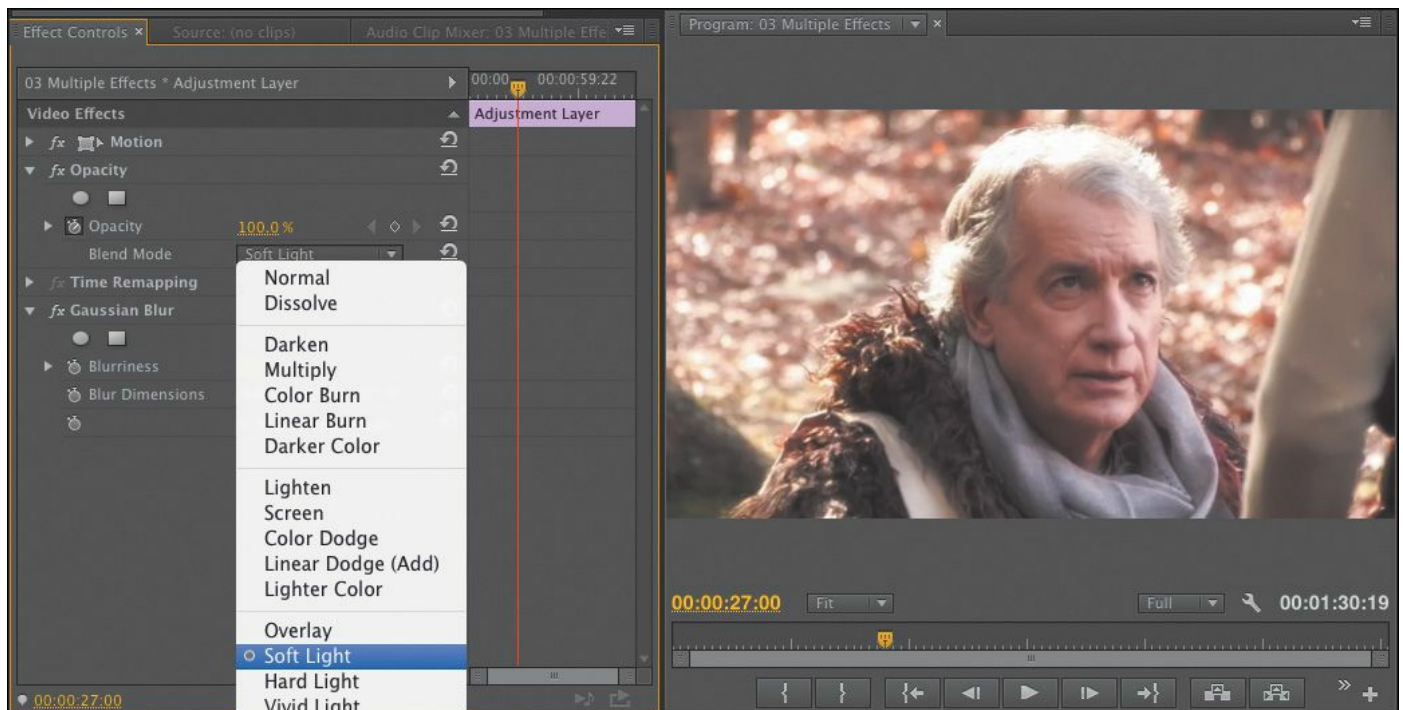 Effect Controls × Source: (no clips) Audio Clip Mixer: 03 Multiple Effe
03 Multiple Effects * Adjustment Layer
00:00 00:00:59:22
Video Effects
Adjustment Layer
fx Motion
fx Opacity
Opacity 100.0 %
Blend Mode Soft Light
fx Time Remapping
fx Gaussian Blur
Blurriness
Blur Dimensions
Normal
Dissolve
Darken
Multiply
Color Burn
Linear Burn
Darker Color
Lighten
Screen
Color Dodge
Linear Dodge (Add)
Lighter Color
Overlay
Soft Light
Hard Light
Vivid Light
00:00:27:00
Program: 03 Multiple Effects ×
00:00:27:00 Fit Full 00:01:30:19